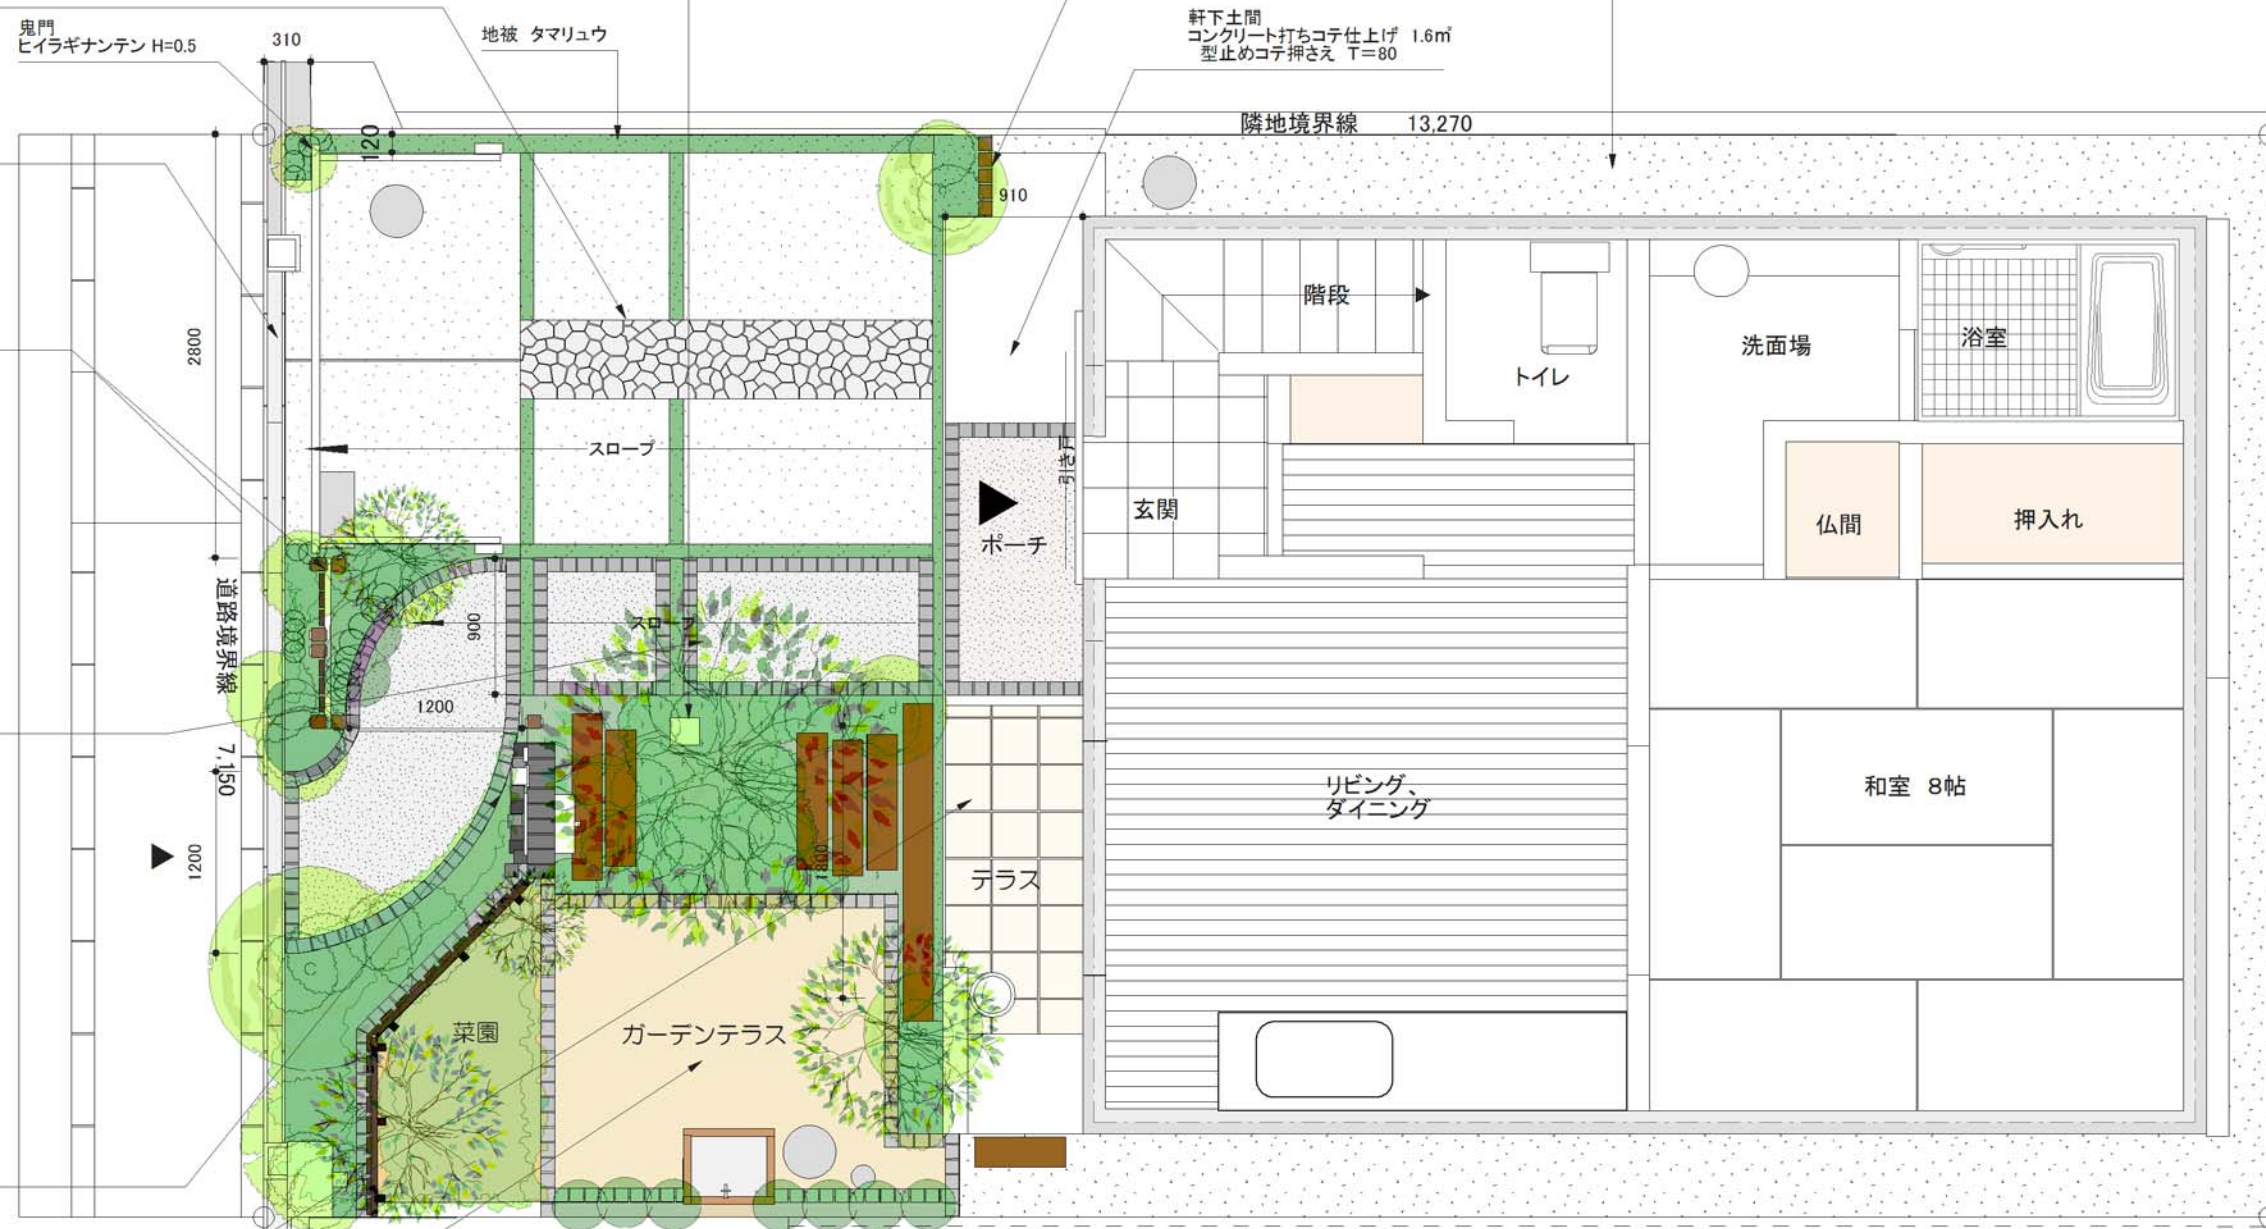 鬼門
ヒイラギナンテン H=0.5
310
地被 タマリュウ
軒下土間
コンクリート打ちコテ仕上げ 1.6㎡
型止めコテ押さえ T=80
120
隣地境界線 13,270
910
2800
階段
トイレ
洗面場
浴室
スロープ
引き戸
ポーチ
玄関
仏間
押入れ
道路境界線 7,150
900
スロープ
1200
1200
1800
リビング、
ダイニング
和室 8帖
テラス
菜園
ガーデンテラス